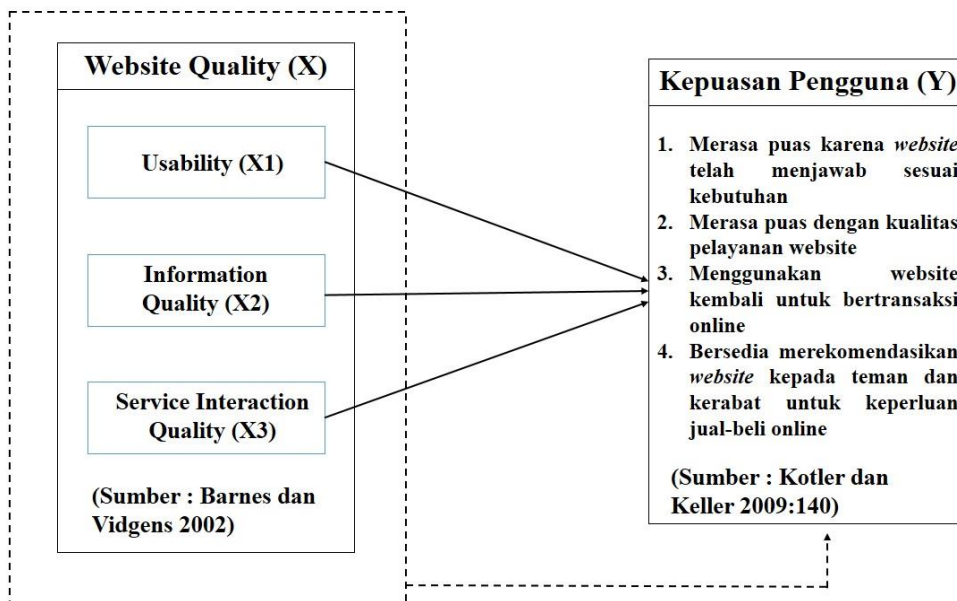 Website Quality (X)
Usability (X1)
Information
Quality (X2)
Service Interaction
Quality (X3)
(Sumber : Barnes dan
Vidgens 2002)
Kepuasan Pengguna (Y)
1. Merasa puas karena website
telah menjawab sesuai
kebutuhan
2. Merasa puas dengan kualitas
pelayanan website
3. Menggunakan website
kembali untuk bertransaksi
online
4. Bersedia merekomendasikan
website kepada teman dan
kerabat untuk keperluan
jual-beli online
(Sumber : Kotler dan
Keller 2009:140)